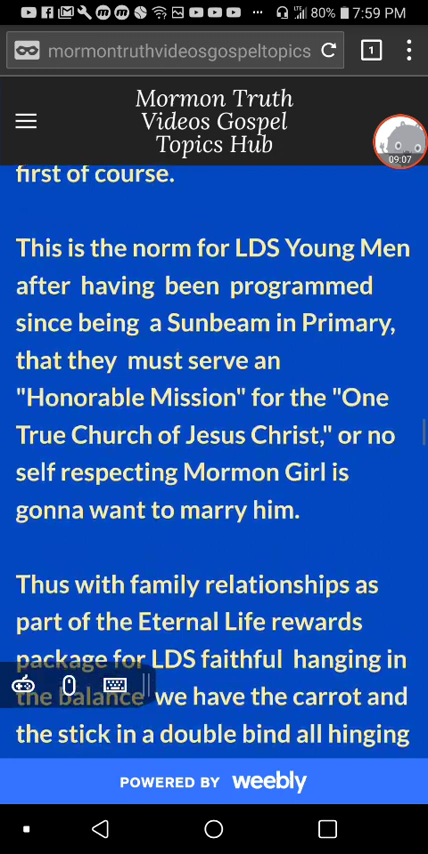 80% 7:59 PM
mormontruthvideosgospeltopics
1
Mormon Truth
Videos Gospel
Topics Hub
09:07
first of course.
This is the norm for LDS Young Men
after having been programmed
since being a Sunbeam in Primary,
that they must serve an
"Honorable Mission" for the "One
True Church of Jesus Christ," or no
self respecting Mormon Girl is
gonna want to marry him.
Thus with family relationships as
part of the Eternal Life rewards
package for LDS faithful hanging in
the balance we have the carrot and
the stick in a double bind all hinging
POWERED BY weebly